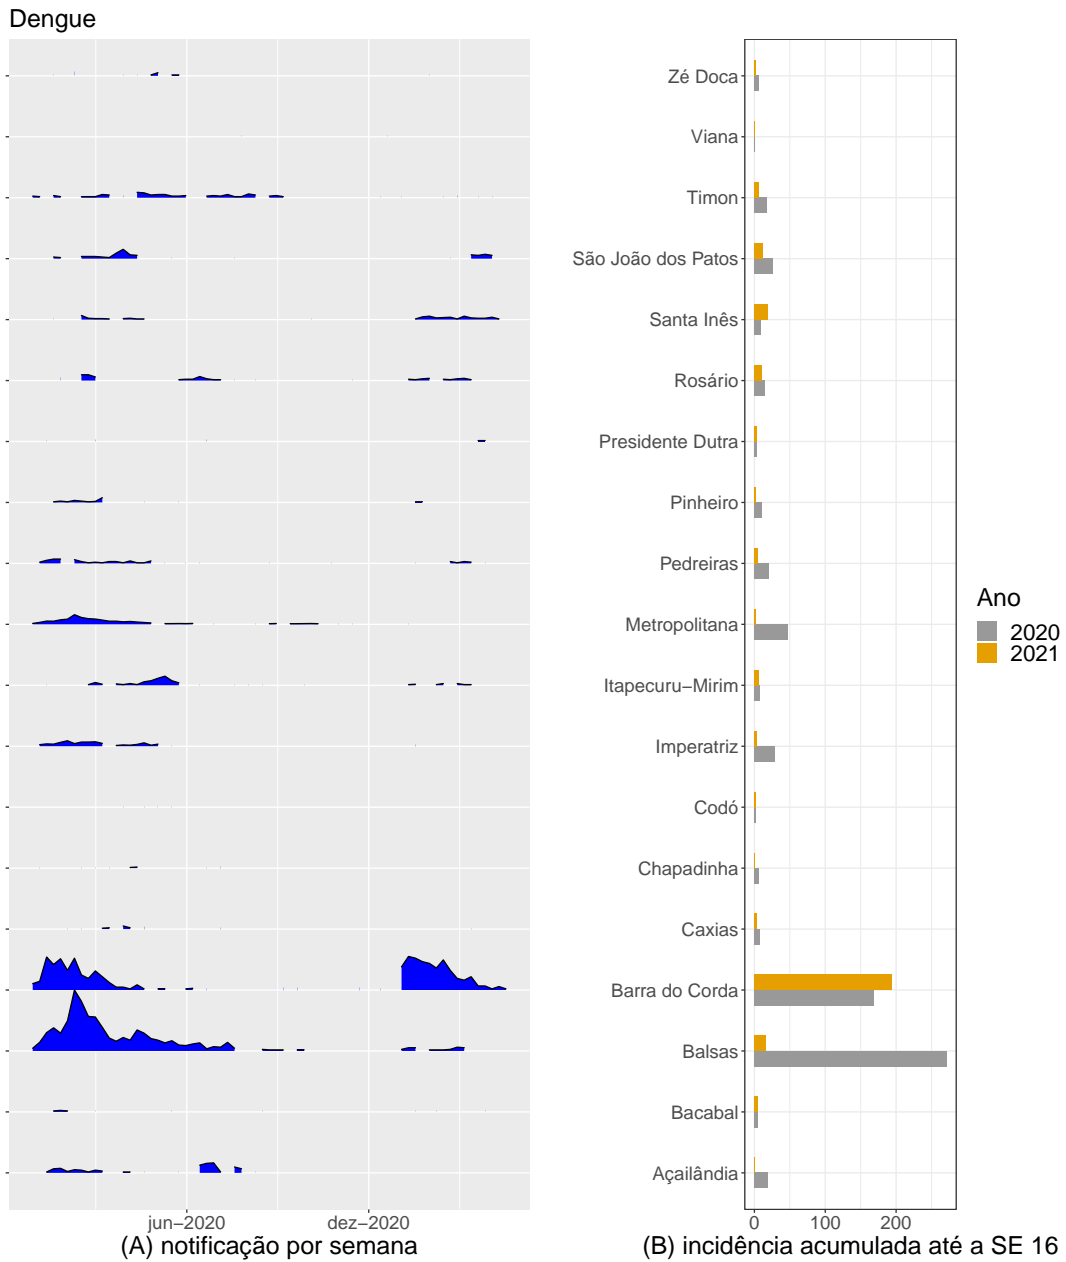 Dengue
Zé Doca
Viana
Timon
São João dos Patos
Santa Inês
Rosário
Presidente Dutra
Pinheiro
Pedreiras
Metropolitana
Itapecuru−Mirim
Imperatriz
Codó
Chapadinha
Caxias
Barra do Corda
Balsas
Bacabal
Açailândia
Ano
2020
2021
jun−2020 dez−2020
0 100 200
(A) notificação por semana
(B) incidência acumulada até a SE 16